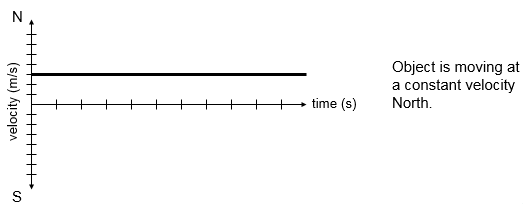 N
velocity (m/s)
time (s)
S
Object is moving at
a constant velocity
North.